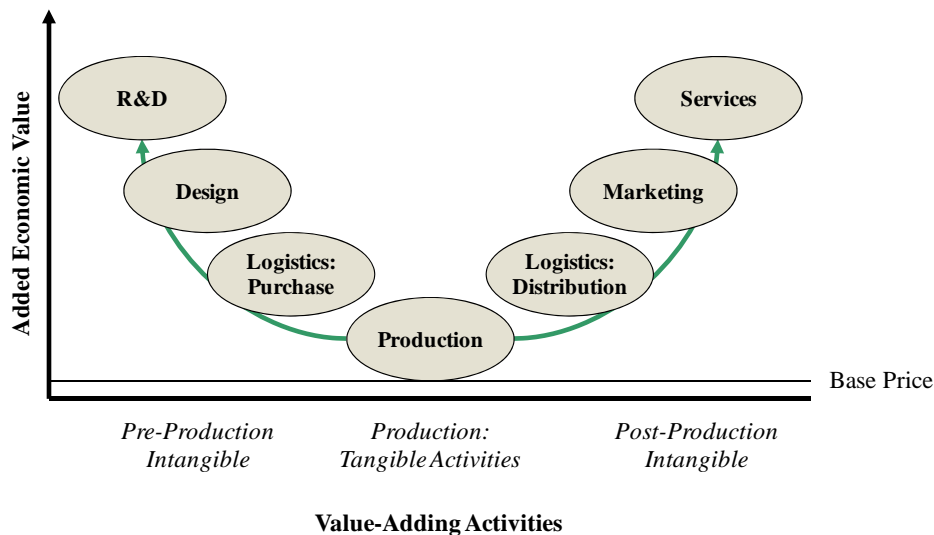 Added Economic Value
R&D
Services
Design
Marketing
Logistics:
Purchase
Logistics:
Distribution
Production
Base Price
Pre-Production
Intangible
Production:
Tangible Activities
Post-Production
Intangible
Value-Adding Activities